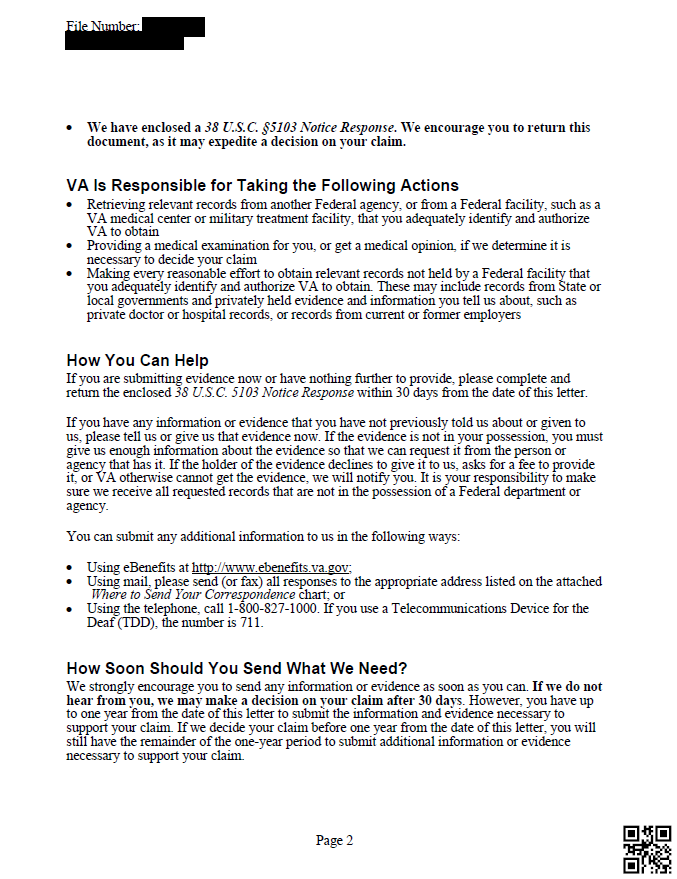 File Number:
• We have enclosed a 38 U.S.C. §5103 Notice Response. We encourage you to return this
document, as it may expedite a decision on your claim.
VA Is Responsible for Taking the Following Actions
• Retrieving relevant records from another Federal agency, or from a Federal facility, such as a
VA medical center or military treatment facility, that you adequately identify and authorize
VA to obtain
• Providing a medical examination for you, or get a medical opinion, if we determine it is
necessary to decide your claim
• Making every reasonable effort to obtain relevant records not held by a Federal facility that
you adequately identify and authorize VA to obtain. These may include records from State or
local governments and privately held evidence and information you tell us about, such as
private doctor or hospital records, or records from current or former employers
How You Can Help
If you are submitting evidence now or have nothing further to provide, please complete and
return the enclosed 38 U.S.C. 5103 Notice Response within 30 days from the date of this letter.
If you have any information or evidence that you have not previously told us about or given to
us, please tell us or give us that evidence now. If the evidence is not in your possession, you must
give us enough information about the evidence so that we can request it from the person or
agency that has it. If the holder of the evidence declines to give it to us, asks for a fee to provide
it, or VA otherwise cannot get the evidence, we will notify you. It is your responsibility to make
sure we receive all requested records that are not in the possession of a Federal department or
agency.
You can submit any additional information to us in the following ways:
• Using eBenefits at http://www.ebenefits.va.gov;
• Using mail, please send (or fax) all responses to the appropriate address listed on the attached
Where to Send Your Correspondence chart; or
• Using the telephone, call 1-800-827-1000. If you use a Telecommunications Device for the
Deaf (TDD), the number is 711.
How Soon Should You Send What We Need?
We strongly encourage you to send any information or evidence as soon as you can. If we do not
hear from you, we may make a decision on your claim after 30 days. However, you have up
to one year from the date of this letter to submit the information and evidence necessary to
support your claim. If we decide your claim before one year from the date of this letter, you will
still have the remainder of the one-year period to submit additional information or evidence
necessary to support your claim.
Page 2